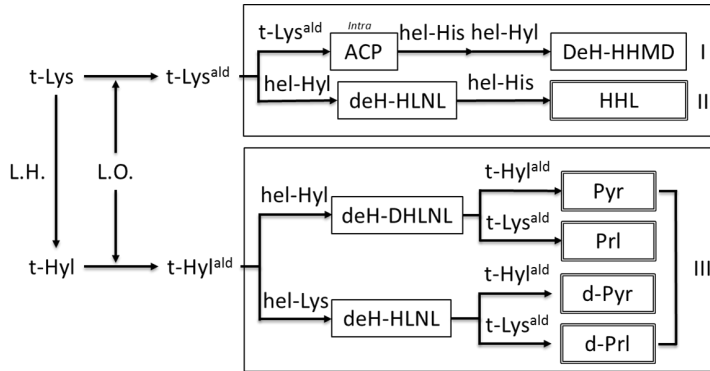 t-Lys
t-Lys^ald
t-Lys^ald
Intra
ACP
hel-His hel-Hyl
DeH-HHMD
I
hel-Hyl
deH-HLNL
hel-His
HHL
II
L.H.
L.O.
t-Hyl
t-Hyl^ald
hel-Hyl
deH-DHLNL
t-Hyl^ald
Pyr
t-Lys^ald
Prl
III
hel-Lys
deH-HLNL
t-Hyl^ald
d-Pyr
t-Lys^ald
d-Prl